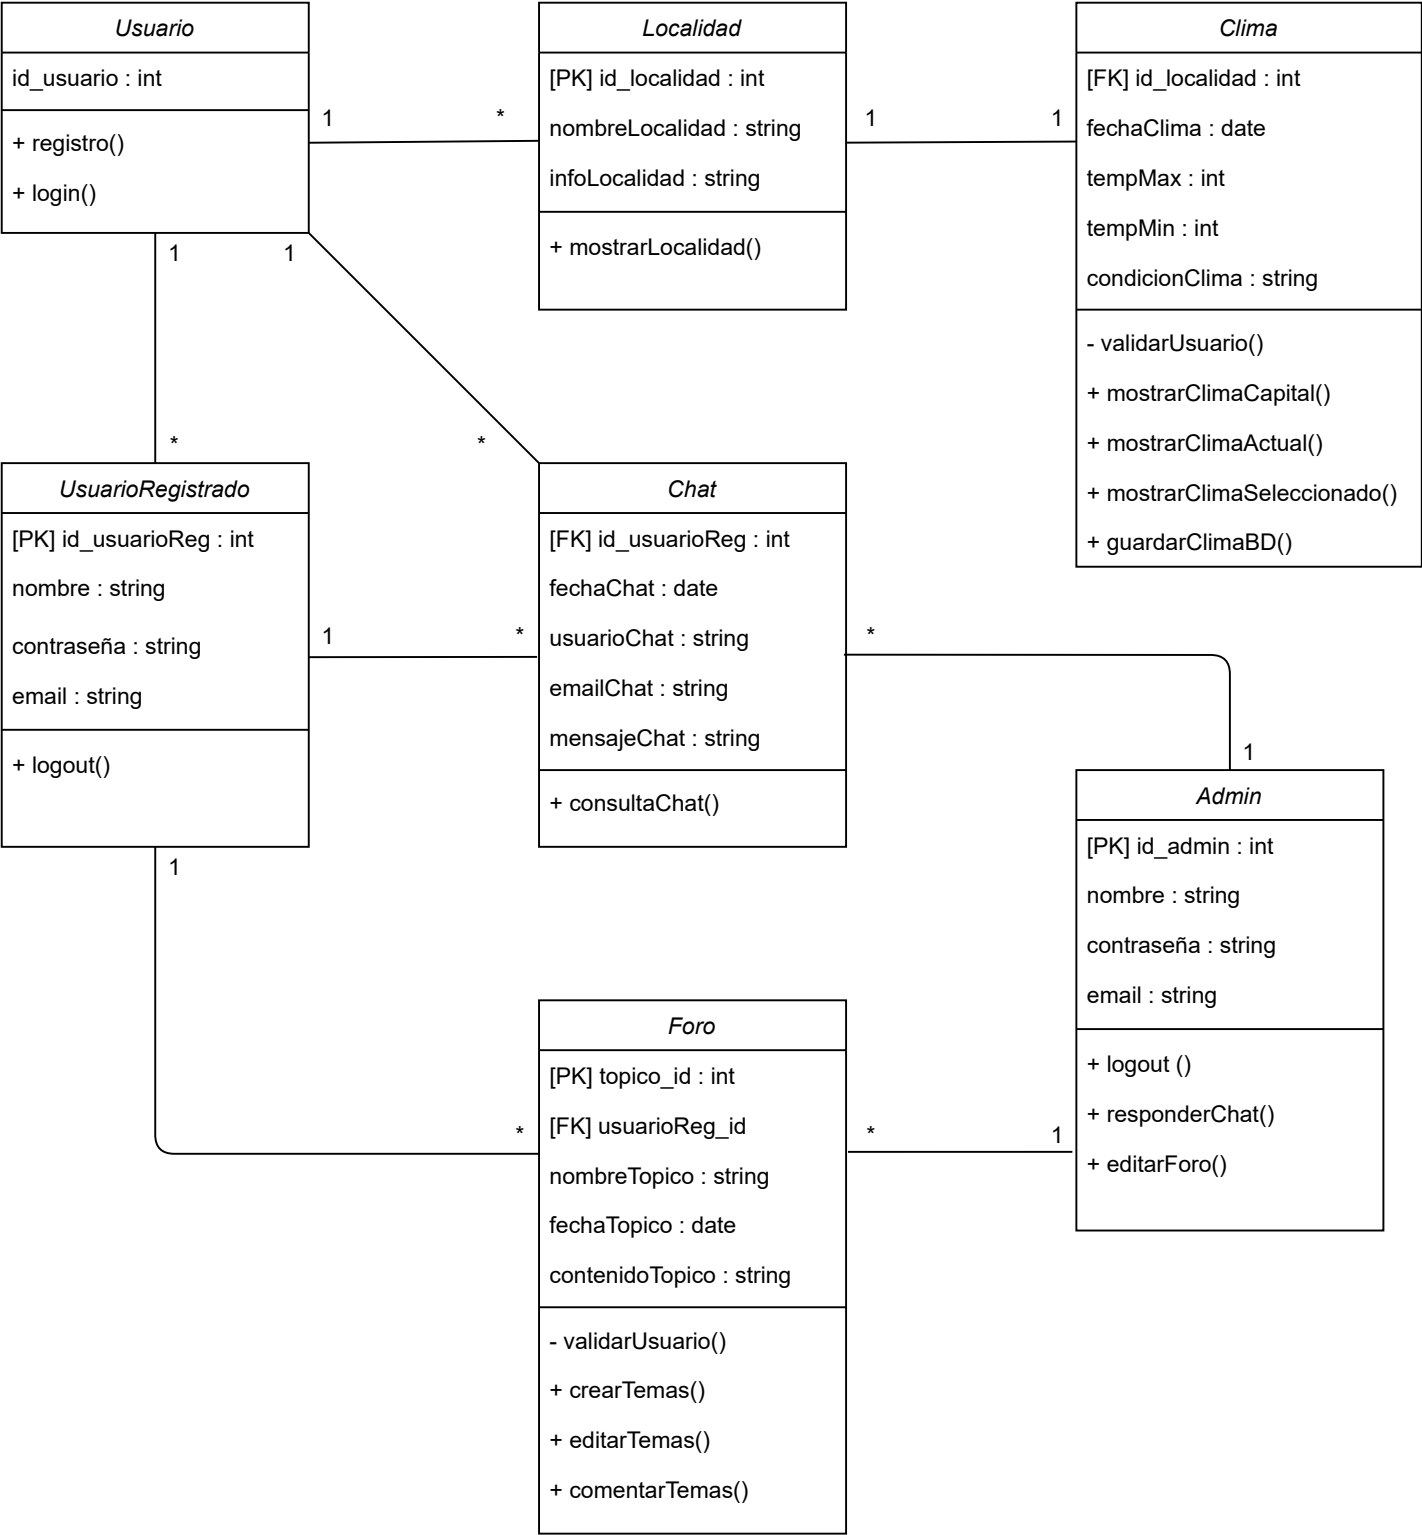 Usuario
id_usuario : int
+ registro()
+ login()
1
*
Localidad
[PK] id_localidad : int
nombreLocalidad : string
infoLocalidad : string
+ mostrarLocalidad()
1
1
Clima
[FK] id_localidad : int
fechaClima : date
tempMax : int
tempMin : int
condicionClima : string
- validarUsuario()
+ mostrarClimaCapital()
+ mostrarClimaActual()
+ mostrarClimaSeleccionado()
+ guardarClimaBD()
1
1
*
*
UsuarioRegistrado
[PK] id_usuarioReg : int
nombre : string
contraseña : string
email : string
+ logout()
1
*
Chat
[FK] id_usuarioReg : int
fechaChat : date
usuarioChat : string
emailChat : string
mensajeChat : string
+ consultaChat()
*
1
Admin
[PK] id_admin : int
nombre : string
contraseña : string
email : string
+ logout ()
+ responderChat()
+ editarForo()
1
*
Foro
[PK] topico_id : int
[FK] usuarioReg_id
nombreTopico : string
fechaTopico : date
contenidoTopico : string
- validarUsuario()
+ crearTemas()
+ editarTemas()
+ comentarTemas()
*
1